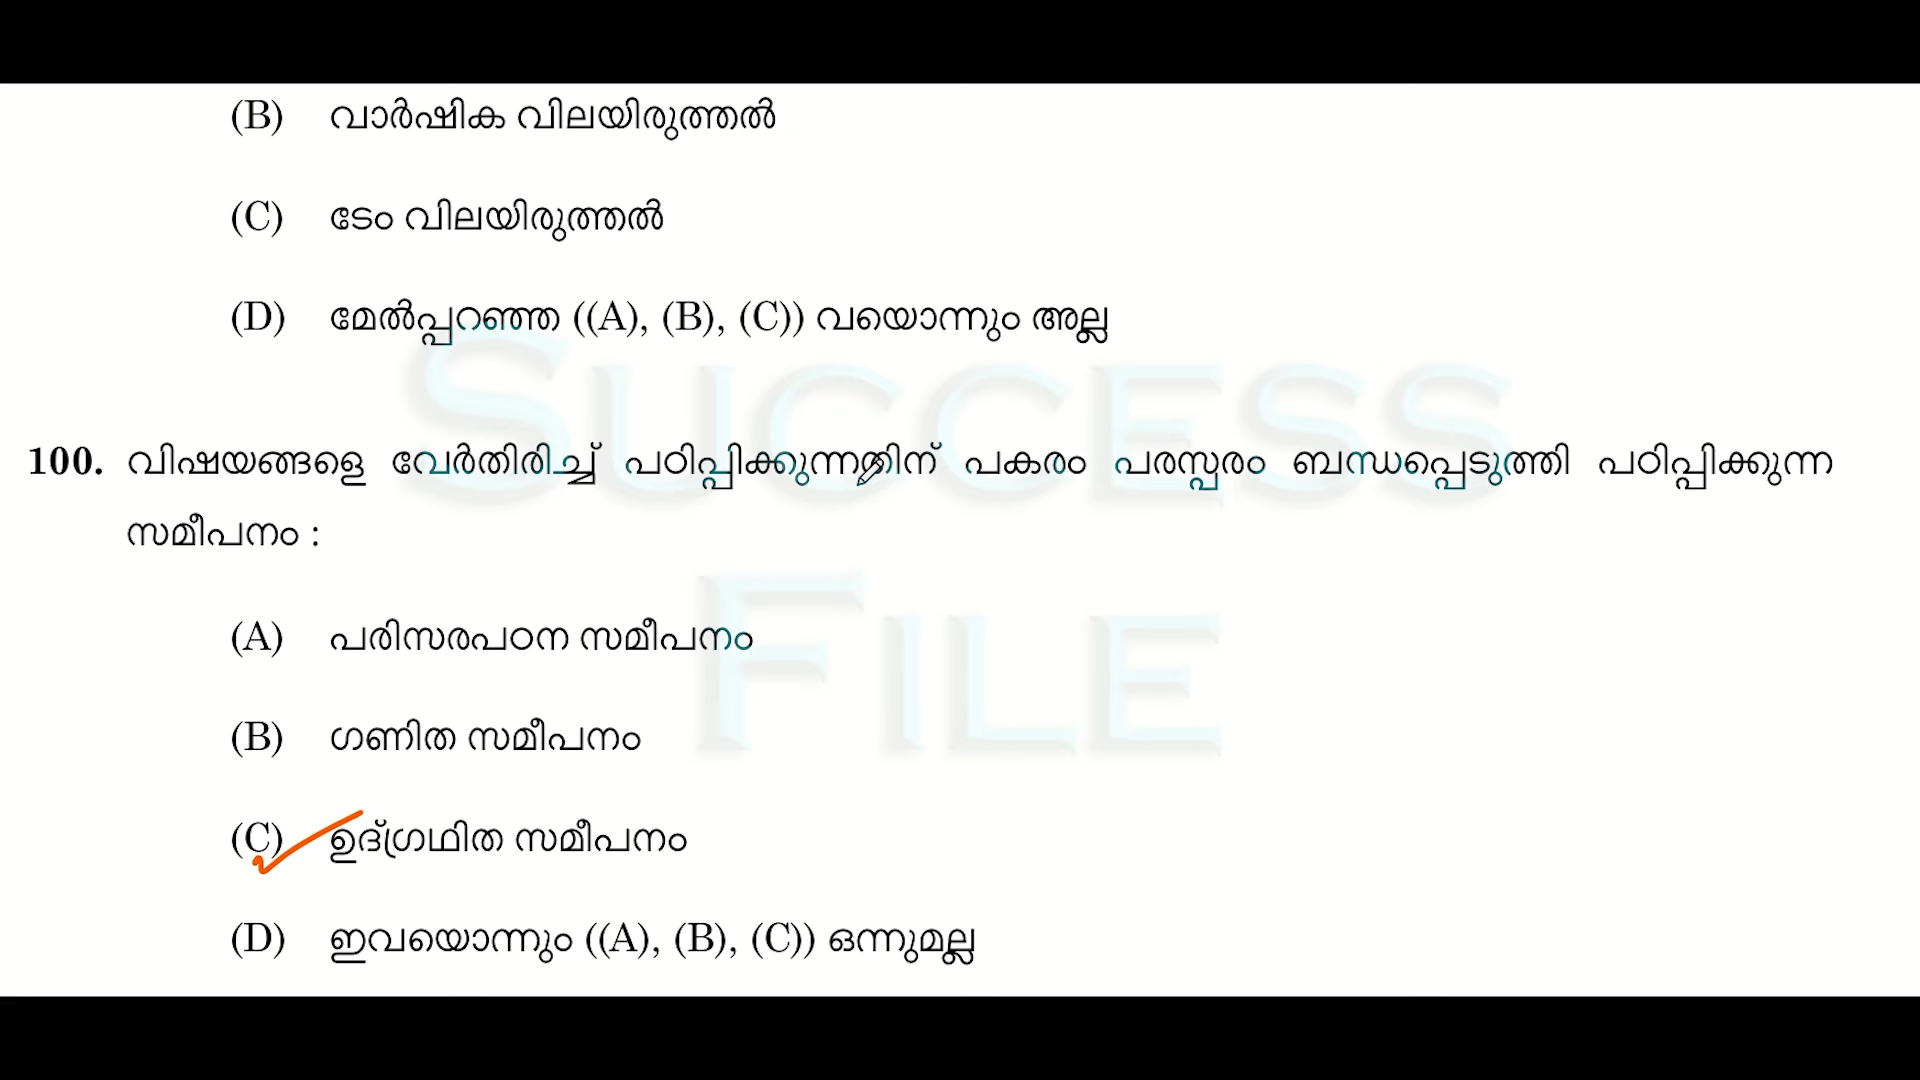 (B) വാർഷിക വിലയിരുത്തൽ
(C) ടേം വിലയിരുത്തൽ
(D) മേൽപ്പറഞ്ഞ ((A), (B), (C)) വയൊന്നും അല്ല
SUCCESS
100. വിഷയങ്ങളെ വേർതിരിച്ച് പഠിപ്പിക്കുന്നതിന് പകരം പരസ്പരം ബന്ധപ്പെടുത്തി പഠിപ്പിക്കുന്ന
സമീപനം :
FILE
(A) പരിസരപഠന സമീപനം
(B) ഗണിത സമീപനം
(C) ഉദ്ഗ്രഥിത സമീപനം
(D) ഇവയൊന്നും ((A), (B), (C)) ഒന്നുമല്ല